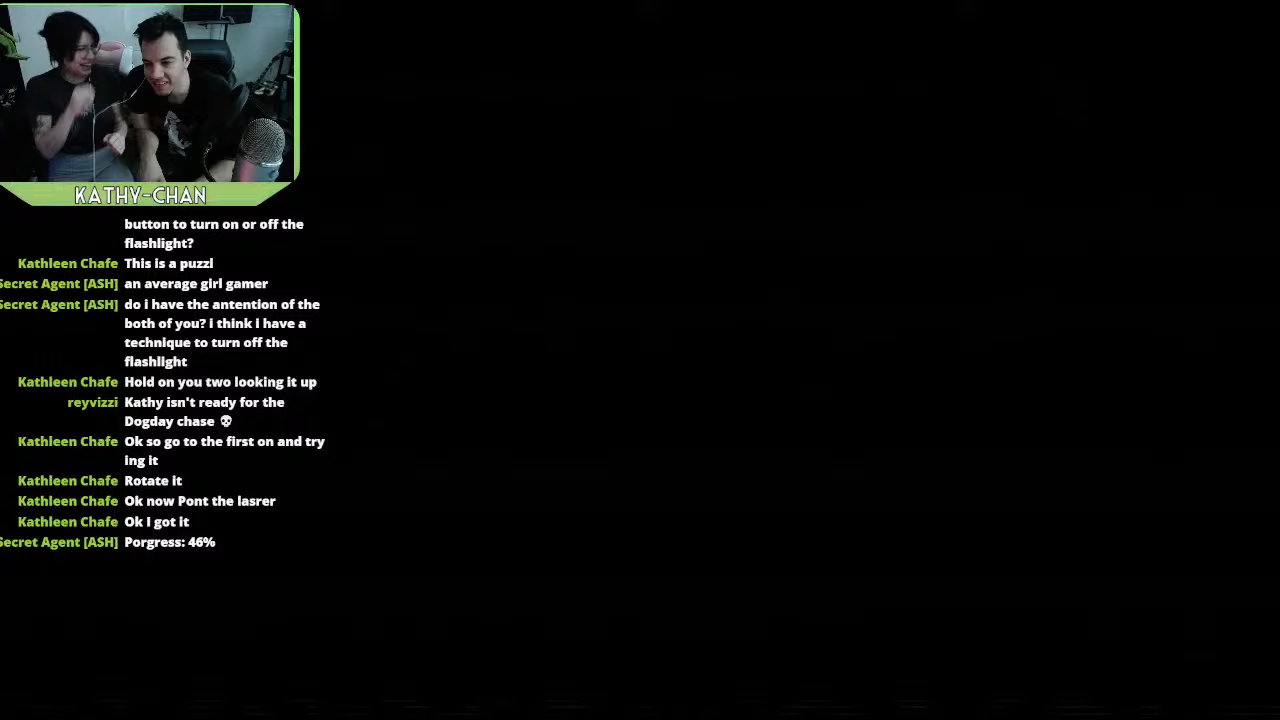 KATHY-CHAN
button to turn on or off the
flashlight?
Kathleen Chafe This is a puzzl
Secret Agent [ASH] an average girl gamer
Secret Agent [ASH] do i have the antention of the
both of you? i think i have a
technique to turn off the
flashlight
Kathleen Chafe Hold on you two looking it up
reyvizzi Kathy isn't ready for the
Dogday chase 💀
Kathleen Chafe Ok so go to the first on and try
ing it
Kathleen Chafe Rotate it
Kathleen Chafe Ok now Pont the lasrer
Kathleen Chafe Ok I got it
Secret Agent [ASH] Porgress: 46%